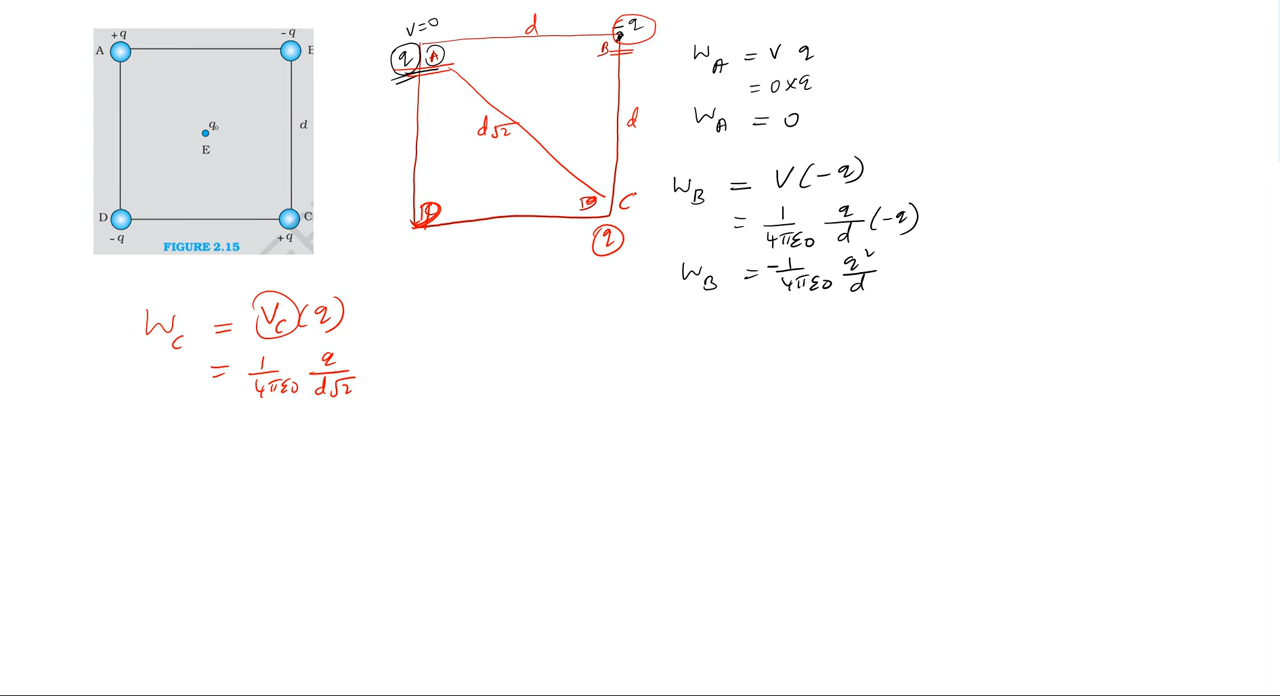 +q
-q
A
B
q₀
E
d
D
C
-q
+q
FIGURE 2.15
V=0
d
-q
q A
B
d√2
d
D
C
q
W_A = V q
= 0×q
W_A = 0
W_B = V(-q)
= 1/4πε0 q/d (-q)
W_B = -1/4πε0 q²/d
W_C = V_C (q)
= 1/4πε0 q/d√2